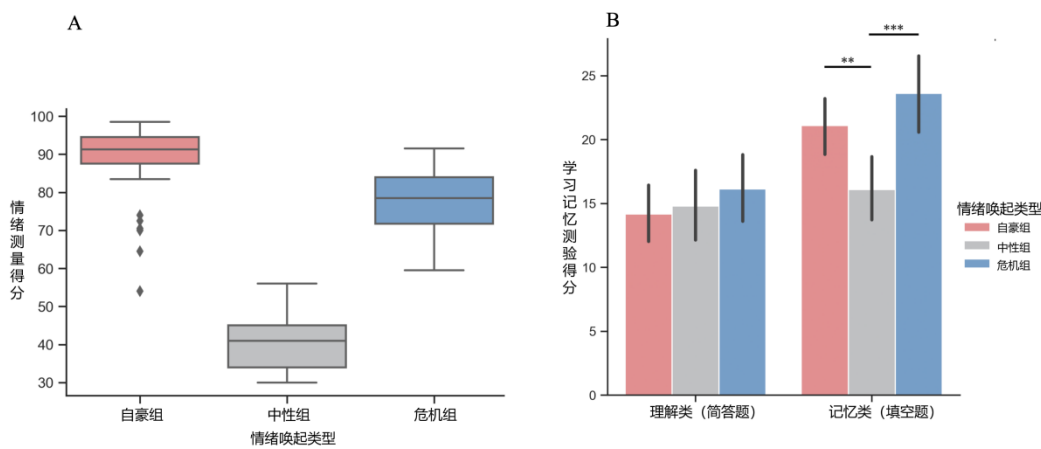 A
情绪测量得分
100
90
80
70
60
50
40
30
自豪组
中性组
危机组
情绪唤起类型
B
学习记忆测验得分
25
20
15
10
5
0
**
***
理解类（简答题）
记忆类（填空题）
情绪唤起类型
自豪组
中性组
危机组